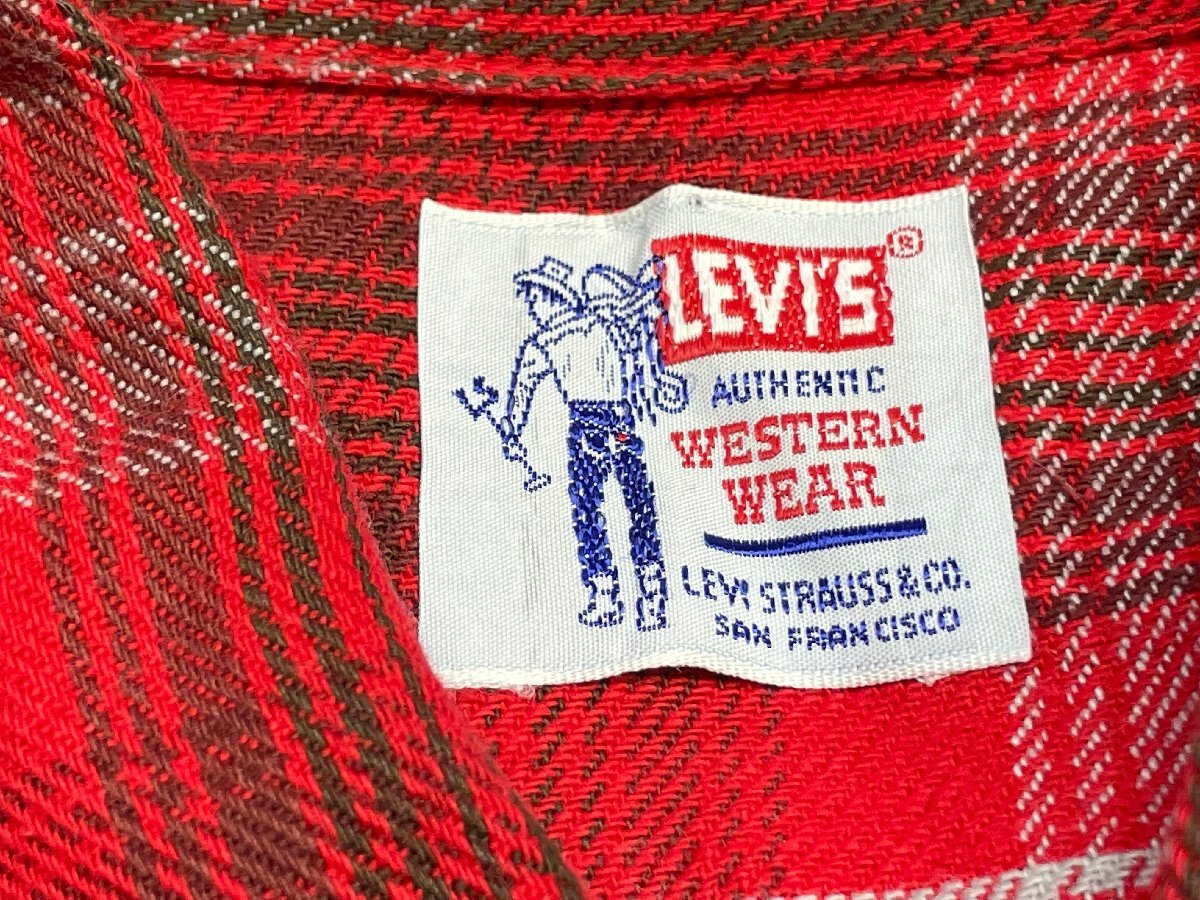 LEVI'S®
AUTHENTIC
WESTERN
WEAR
LEVI STRAUSS & CO.
SAN FRANCISCO